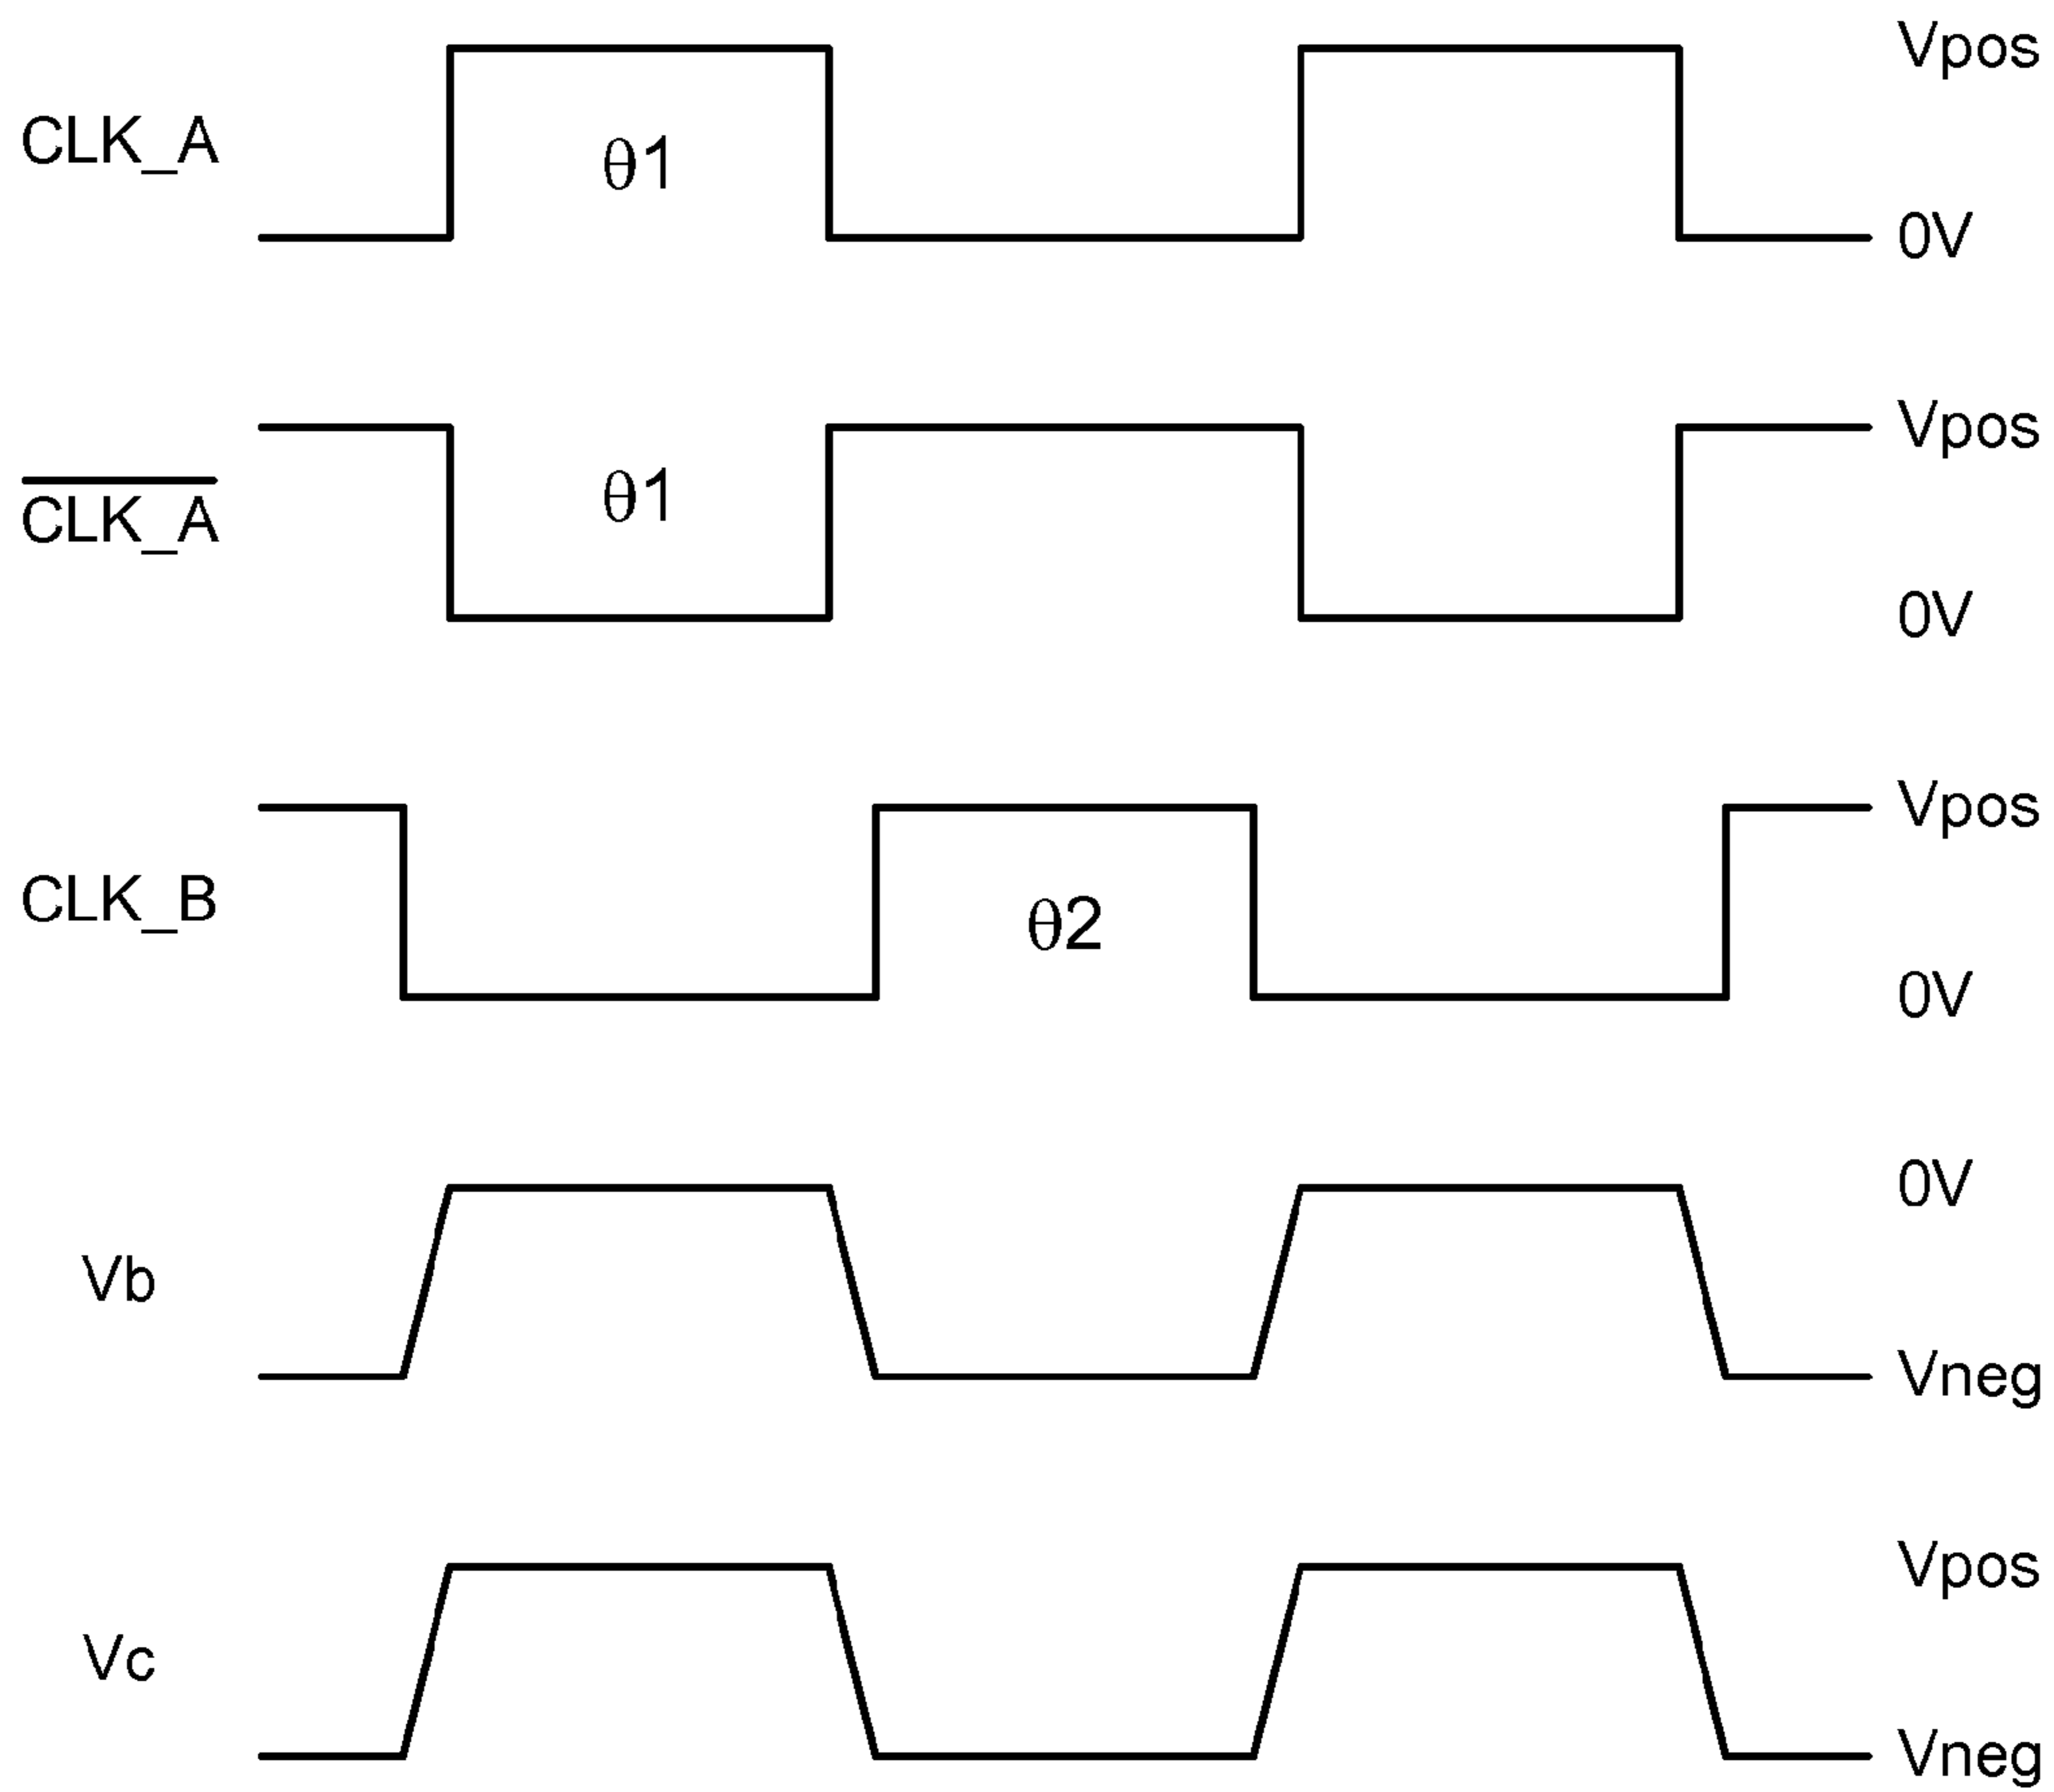 Vpos
CLK_A
θ1
0V
Vpos
CLK_A
θ1
0V
Vpos
CLK_B
θ2
0V
0V
Vb
Vneg
Vpos
Vc
Vneg